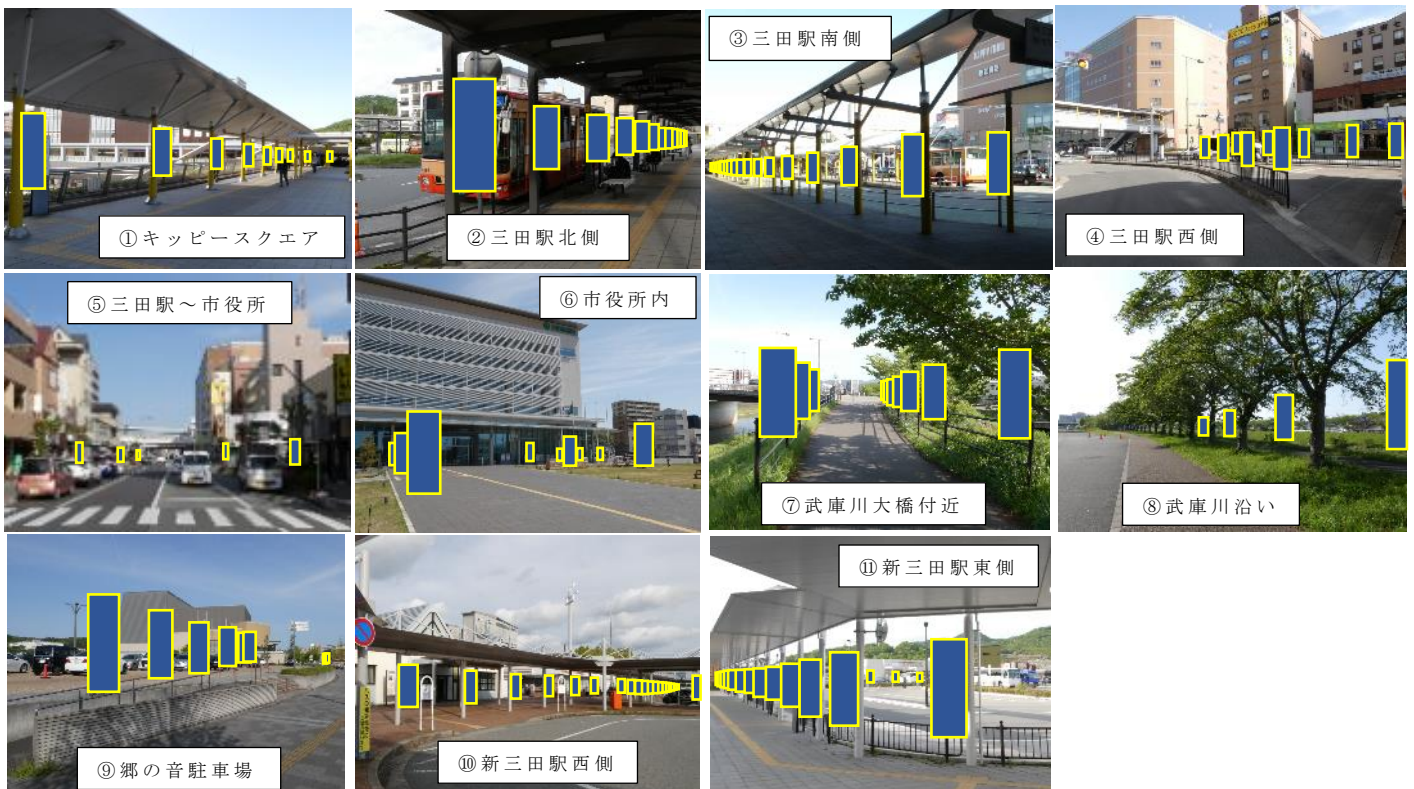 ①キッピースクエア
②三田駅北側
③三田駅南側
④三田駅西側
⑤三田駅～市役所
⑥市役所内
⑦武庫川大橋付近
⑧武庫川沿い
⑨郷の音駐車場
⑩新三田駅西側
⑪新三田駅東側